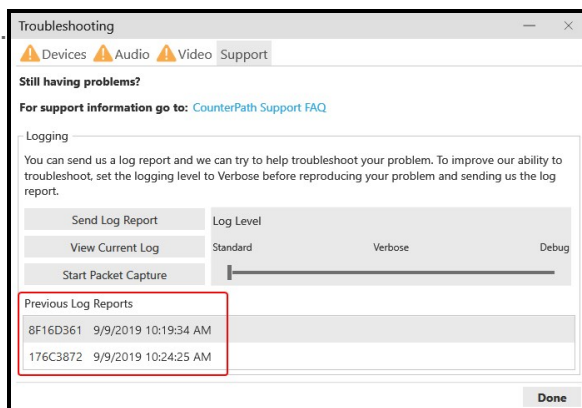 Troubleshooting
Devices Audio Video Support
Still having problems?
For support information go to: CounterPath Support FAQ
Logging
You can send us a log report and we can try to help troubleshoot your problem. To improve our ability to
troubleshoot, set the logging level to Verbose before reproducing your problem and sending us the log
report.
Send Log Report
Log Level
View Current Log
Standard Verbose Debug
Start Packet Capture
Previous Log Reports
8F16D361 9/9/2019 10:19:34 AM
176C3872 9/9/2019 10:24:25 AM
Done